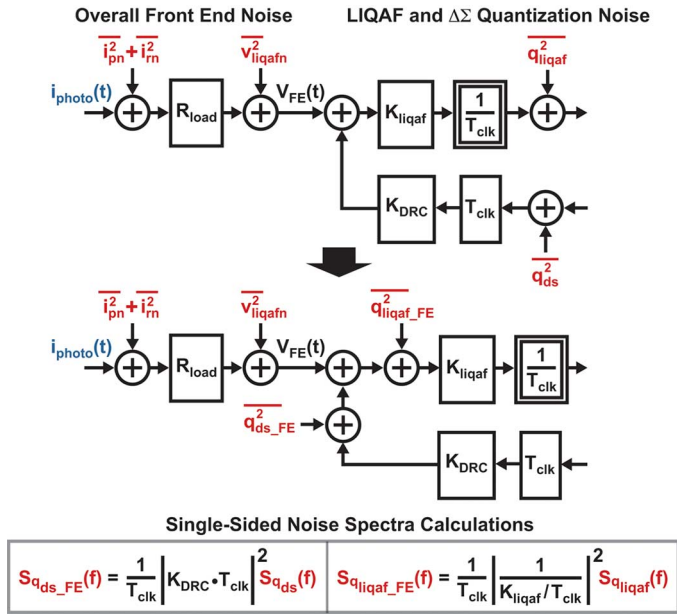 Overall Front End Noise
LIQAF and ΔΣ Quantization Noise
i²pn + i²rn
v²liqafn
q²liqaf
iphoto(t)
Rload
VFE(t)
Kliqaf
1/Tclk
KDRC
Tclk
q²ds
i²pn + i²rn
v²liqafn
q²liqaf_FE
iphoto(t)
Rload
VFE(t)
Kliqaf
1/Tclk
q²ds_FE
KDRC
Tclk
Single-Sided Noise Spectra Calculations
Sqds_FE(f) = 1/Tclk |KDRC•Tclk|² Sqds(f)
Sqliqaf_FE(f) = 1/Tclk |1/(Kliqaf/Tclk)|² Sqliqaf(f)